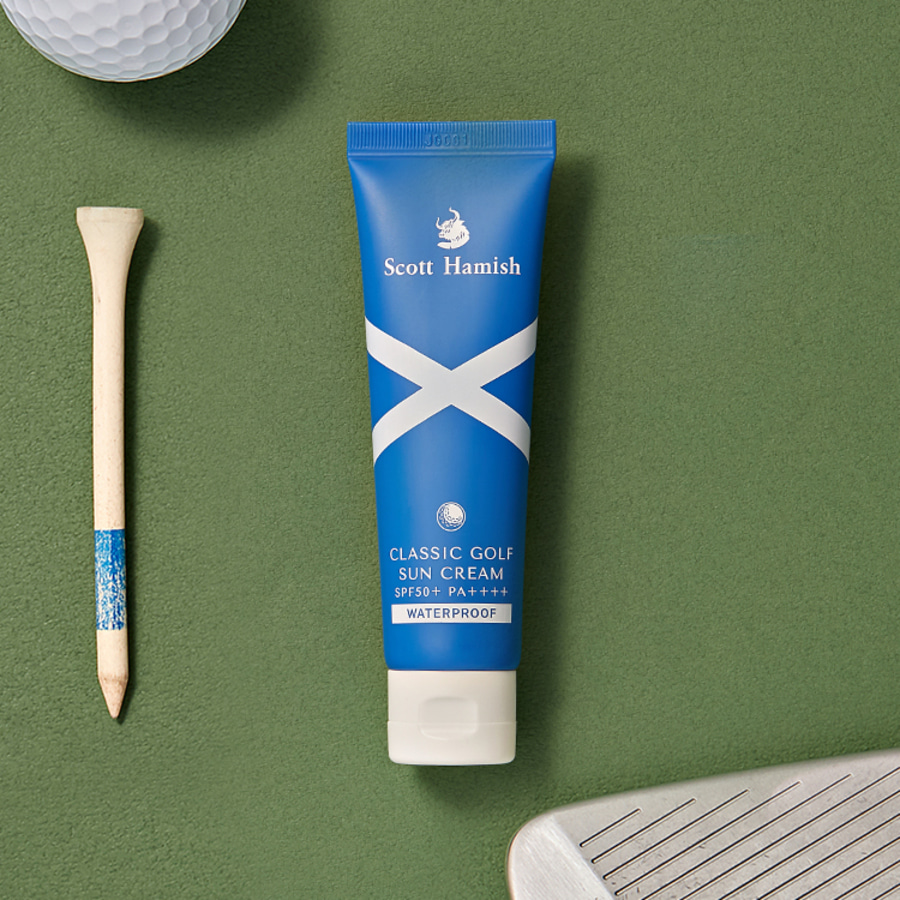 Scott Hamish
CLASSIC GOLF
SUN CREAM
SPF50+ PA++++
WATERPROOF